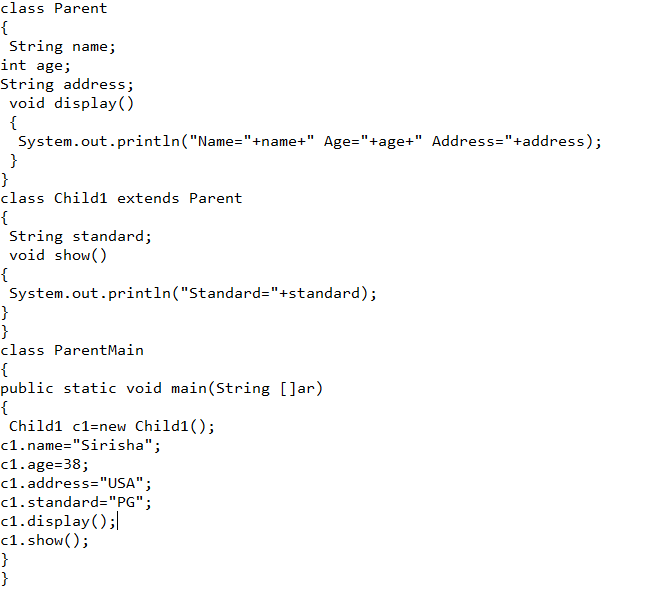 class Parent
{
 String name;
int age;
String address;
 void display()
 {
  System.out.println("Name="+name+" Age="+age+" Address="+address);
 }
}
class Child1 extends Parent
{
 String standard;
 void show()
{
 System.out.println("Standard="+standard);
}
}
class ParentMain
{
public static void main(String []ar)
{
 Child1 c1=new Child1();
c1.name="Sirisha";
c1.age=38;
c1.address="USA";
c1.standard="PG";
c1.display();
c1.show();
}
}